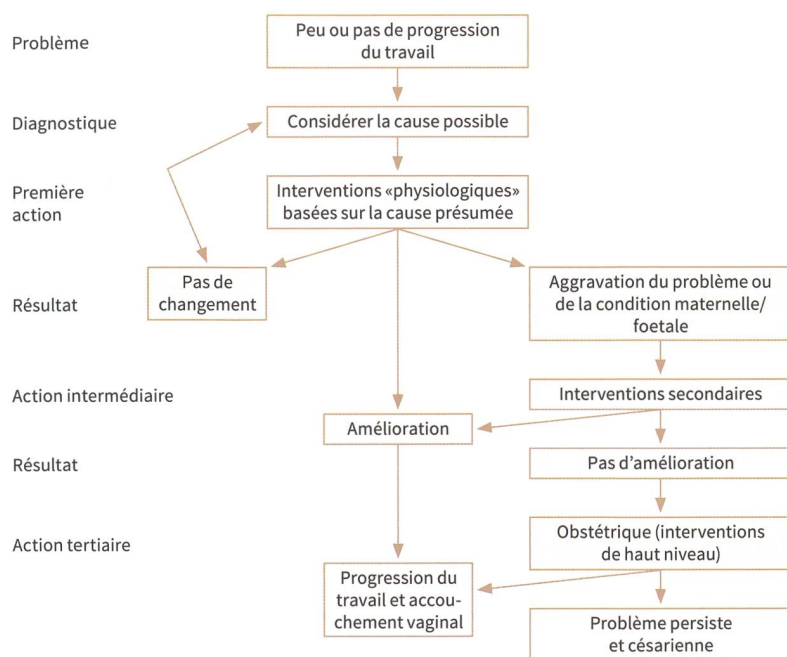 Problème
Peu ou pas de progression
du travail
Diagnostique
Considérer la cause possible
Première
action
Interventions «physiologiques»
basées sur la cause présumée
Résultat
Pas de
changement
Aggravation du problème ou
de la condition maternelle/
foetale
Action intermédiaire
Interventions secondaires
Amélioration
Résultat
Pas d'amélioration
Action tertiaire
Obstétrique (interventions
de haut niveau)
Progression du
travail et accou-
chement vaginal
Problème persiste
et césarienne